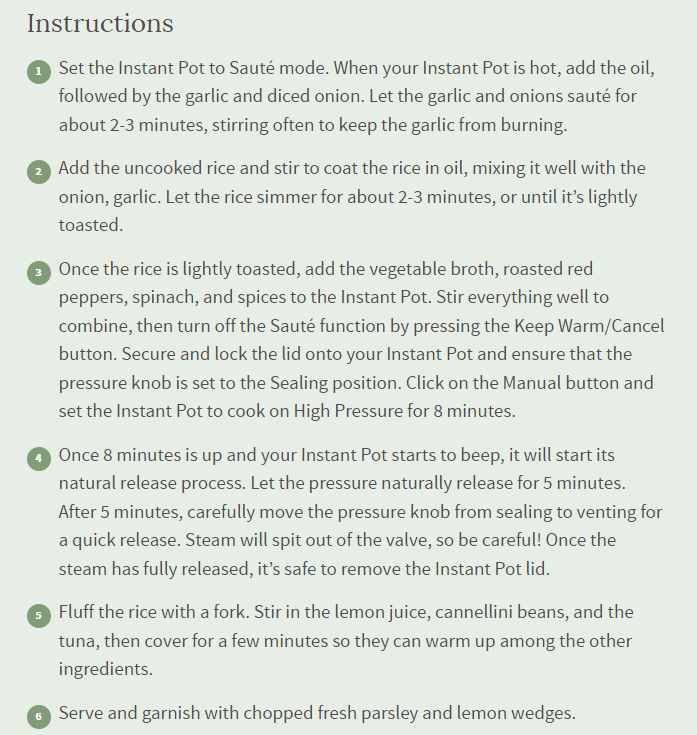 Instructions
1 Set the Instant Pot to Sauté mode. When your Instant Pot is hot, add the oil,
followed by the garlic and diced onion. Let the garlic and onions sauté for
about 2-3 minutes, stirring often to keep the garlic from burning.
2 Add the uncooked rice and stir to coat the rice in oil, mixing it well with the
onion, garlic. Let the rice simmer for about 2-3 minutes, or until it’s lightly
toasted.
3 Once the rice is lightly toasted, add the vegetable broth, roasted red
peppers, spinach, and spices to the Instant Pot. Stir everything well to
combine, then turn off the Sauté function by pressing the Keep Warm/Cancel
button. Secure and lock the lid onto your Instant Pot and ensure that the
pressure knob is set to the Sealing position. Click on the Manual button and
set the Instant Pot to cook on High Pressure for 8 minutes.
4 Once 8 minutes is up and your Instant Pot starts to beep, it will start its
natural release process. Let the pressure naturally release for 5 minutes.
After 5 minutes, carefully move the pressure knob from sealing to venting for
a quick release. Steam will spit out of the valve, so be careful! Once the
steam has fully released, it’s safe to remove the Instant Pot lid.
5 Fluff the rice with a fork. Stir in the lemon juice, cannellini beans, and the
tuna, then cover for a few minutes so they can warm up among the other
ingredients.
6 Serve and garnish with chopped fresh parsley and lemon wedges.